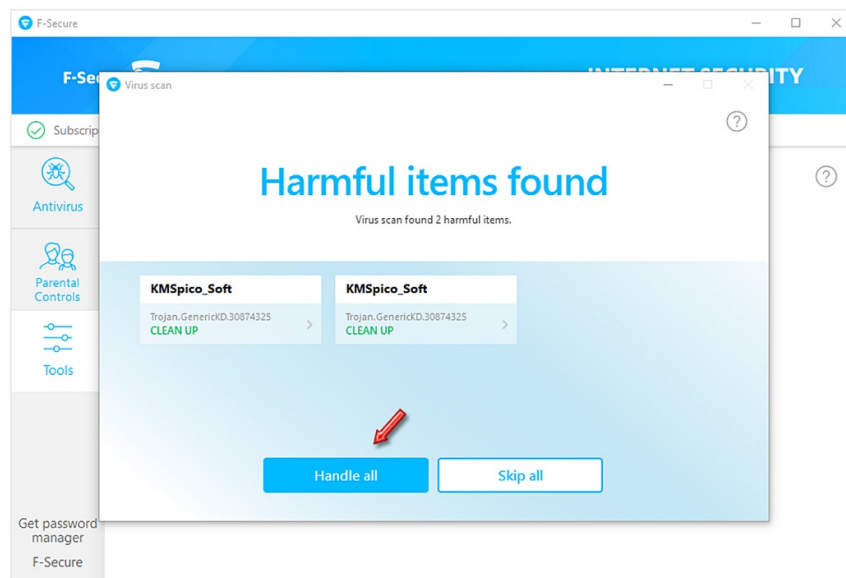 F-Secure
F-Sec
INTERNET SECURITY
Virus scan
Subscrip
Antivirus
Parental
Controls
Tools
Get password
manager
F-Secure
Harmful items found
Virus scan found 2 harmful items.
KMSpico_Soft
Trojan.GenericKD.30874325
CLEAN UP
KMSpico_Soft
Trojan.GenericKD.30874325
CLEAN UP
Handle all
Skip all